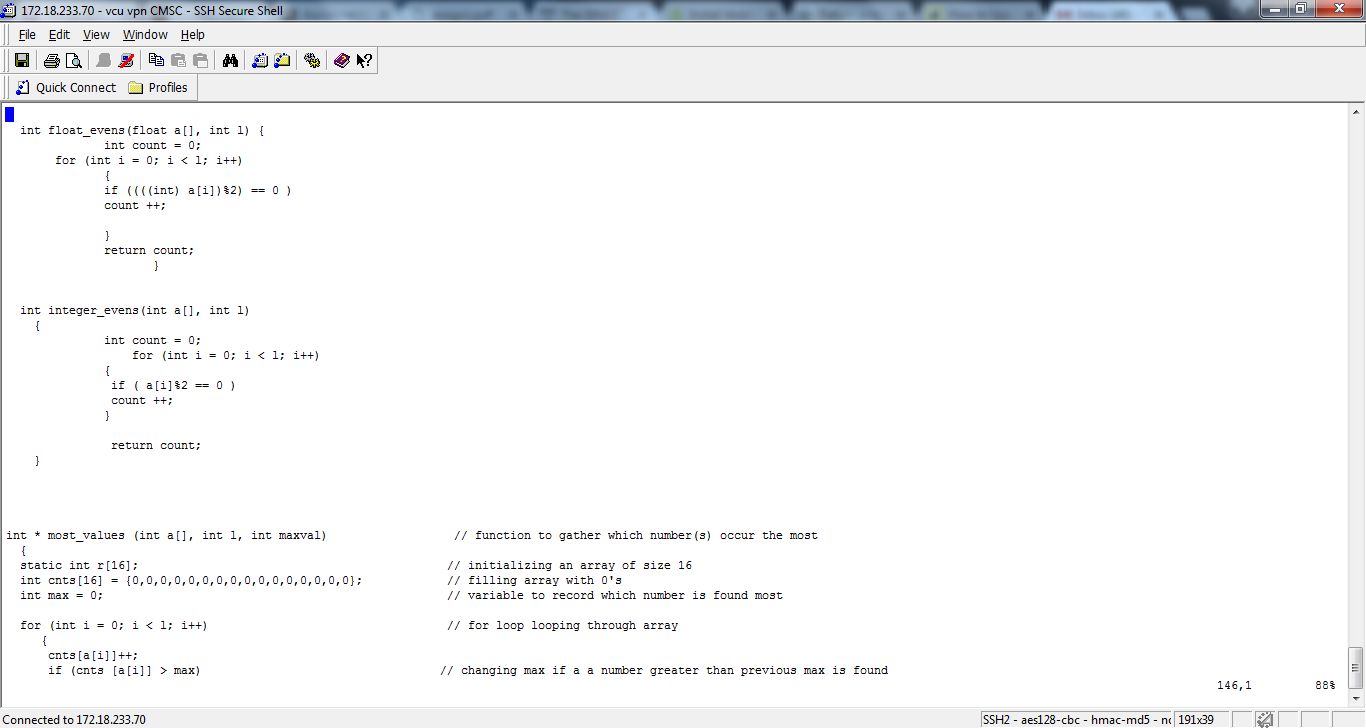 172.18.233.70 - vcu vpn CMSC - SSH Secure Shell
File Edit View Window Help
Quick Connect Profiles
int float_evens(float a[], int l) {
int count = 0;
for (int i = 0; i < l; i++)
{
if ((((int) a[i])%2) == 0 )
count ++;
}
return count;
}
int integer_evens(int a[], int l)
{
int count = 0;
for (int i = 0; i < l; i++)
{
if ( a[i]%2 == 0 )
count ++;
}
return count;
}
int * most_values (int a[], int l, int maxval) // function to gather which number(s) occur the most
{
static int r[16]; // initializing an array of size 16
int cnts[16] = {0,0,0,0,0,0,0,0,0,0,0,0,0,0,0,0}; // filling array with 0's
int max = 0; // variable to record which number is found most
for (int i = 0; i < l; i++) // for loop looping through array
{
cnts[a[i]]++;
if (cnts [a[i]] > max) // changing max if a a number greater than previous max is found
146,1 88%
Connected to 172.18.233.70 SSH2 - aes128-cbc - hmac-md5 - nc 191x39